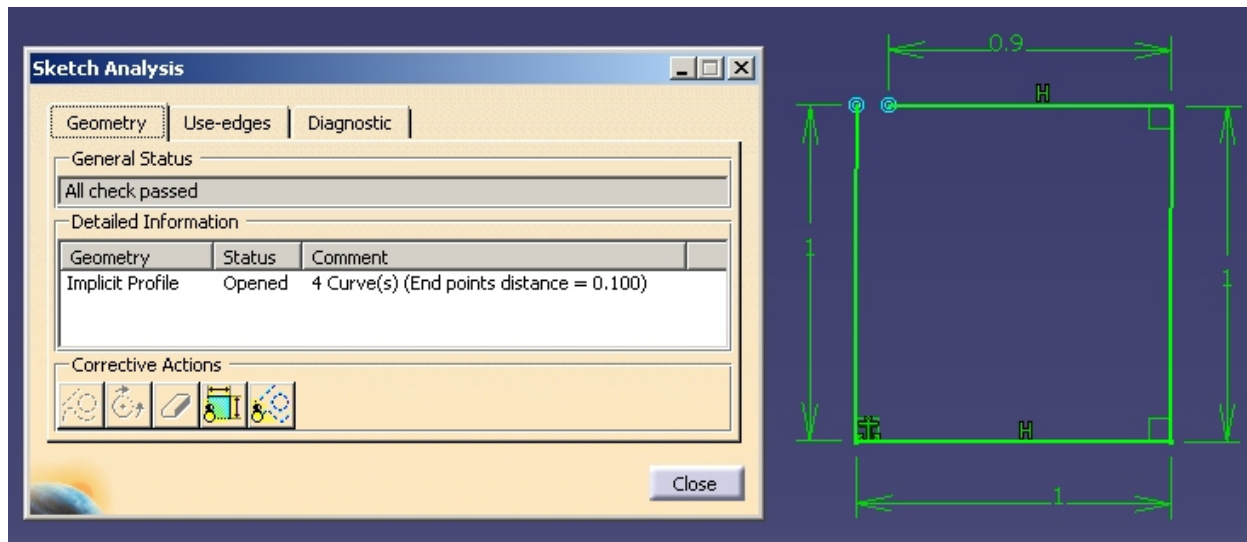 Sketch Analysis
Geometry Use-edges Diagnostic
General Status
All check passed
Detailed Information
Geometry Status Comment
Implicit Profile Opened 4 Curve(s) (End points distance = 0.100)
Corrective Actions
Close
0.9
H
1
1
H
1